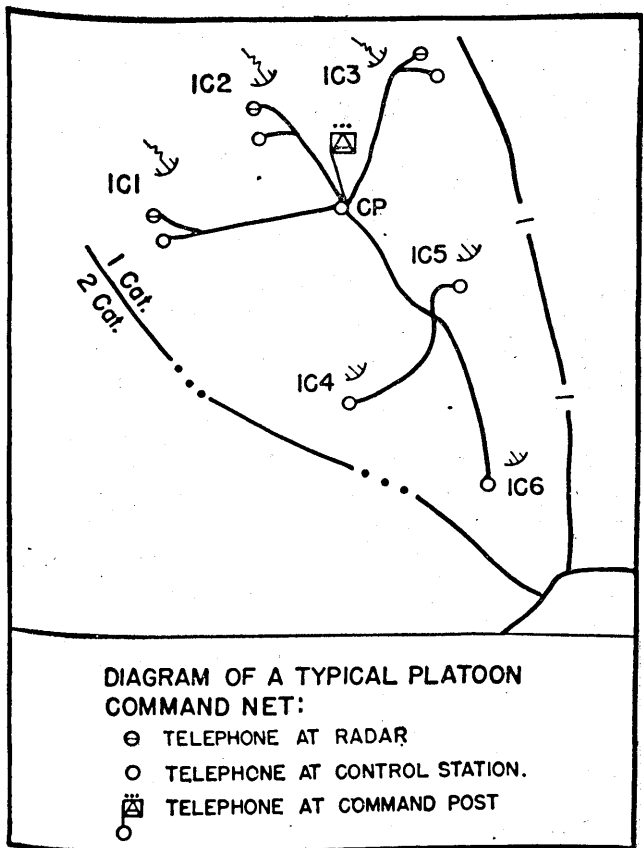 IC2
IC3
IC1
CP
IC5
1 Cat.
2 Cat.
IC4
IC6
DIAGRAM OF A TYPICAL PLATOON
COMMAND NET:
TELEPHONE AT RADAR
TELEPHONE AT CONTROL STATION.
TELEPHONE AT COMMAND POST